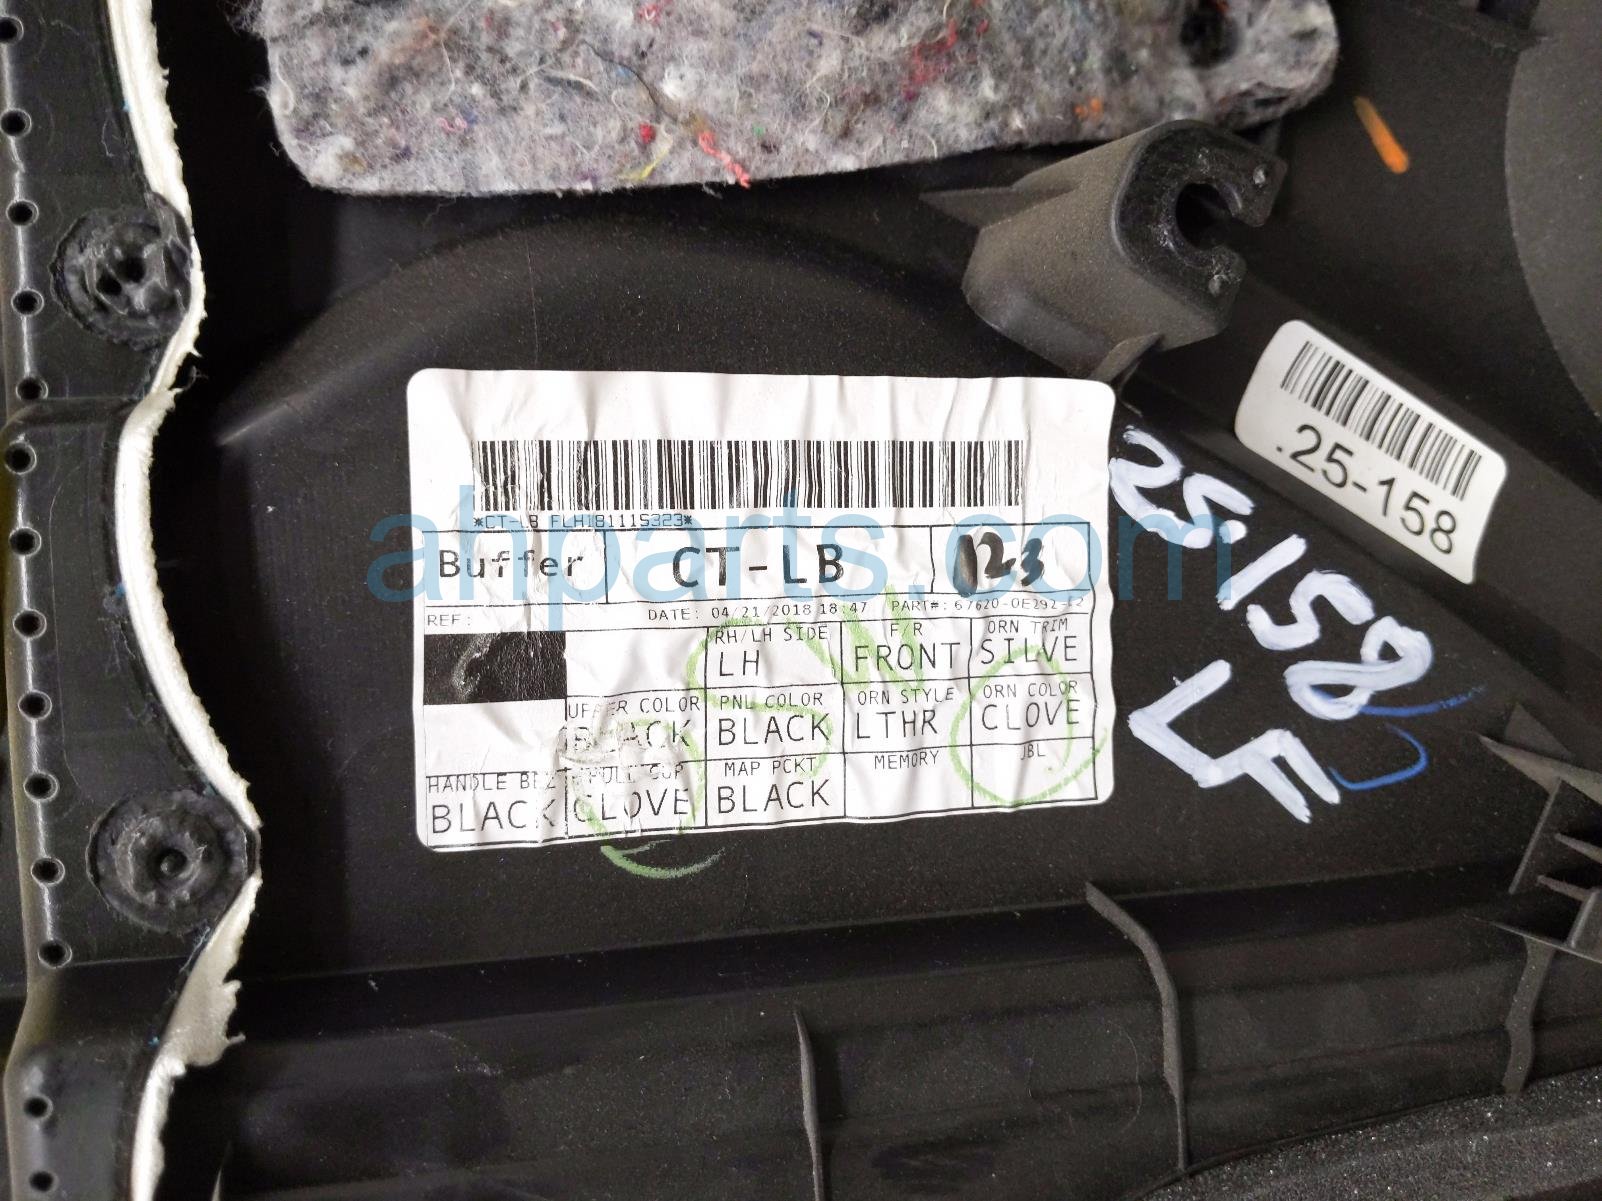 .25-158
25-158
LF
*CT-LB FLHI81115323*
Buffer CT-LB 123
REF: DATE: 04/21/2018 18:47 PART#: 67620-0E292-
RH/LH SIDE F/R ORN TRIM
LH FRONT SILVE
UPPER COLOR PNL COLOR ORN STYLE ORN COLOR
BLACK BLACK LTHR CLOVE
HANDLE BEZ PULL CUP MAP PCKT MEMORY JBL
BLACK CLOVE BLACK
ahparts.com